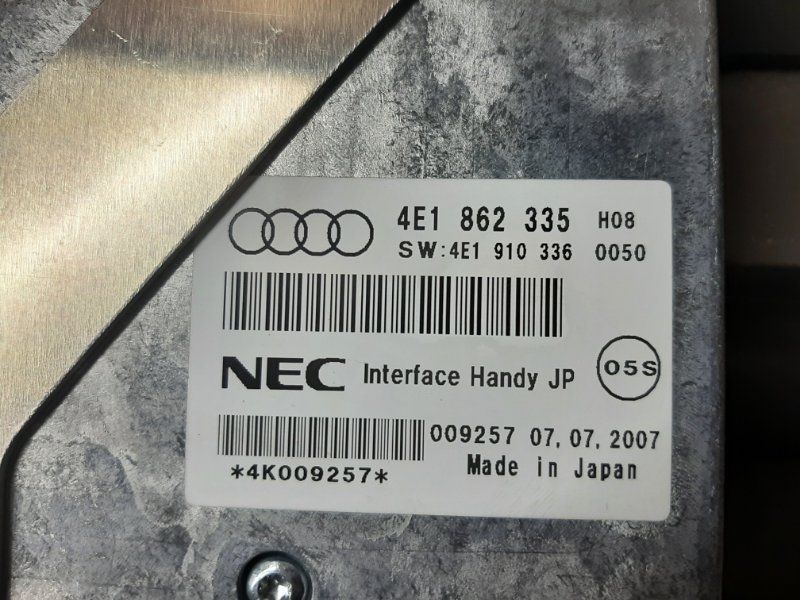 4E1 862 335 H08
SW:4E1 910 336 0050
NEC Interface Handy JP 05S
009257 07,07,2007
*4K009257* Made in Japan